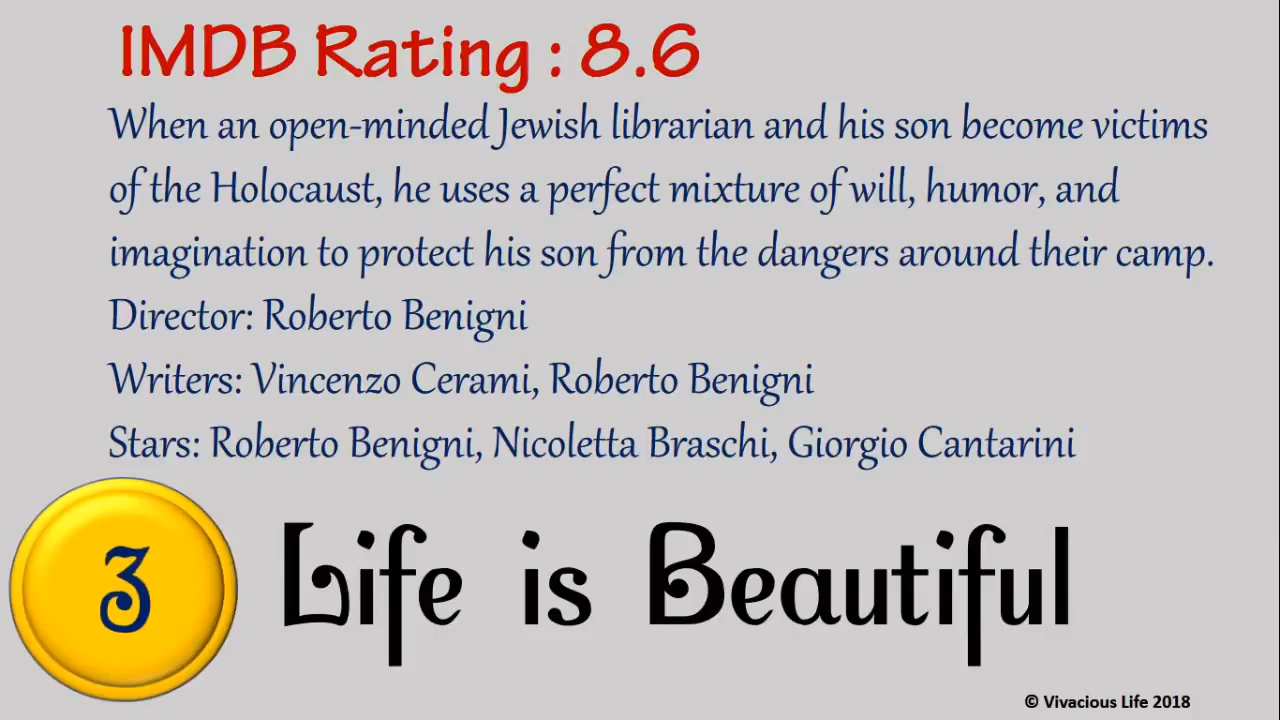 IMDB Rating : 8.6
When an open-minded Jewish librarian and his son become victims
of the Holocaust, he uses a perfect mixture of will, humor, and
imagination to protect his son from the dangers around their camp.
Director: Roberto Benigni
Writers: Vincenzo Cerami, Roberto Benigni
Stars: Roberto Benigni, Nicoletta Braschi, Giorgio Cantarini
3
Life is Beautiful
© Vivacious Life 2018